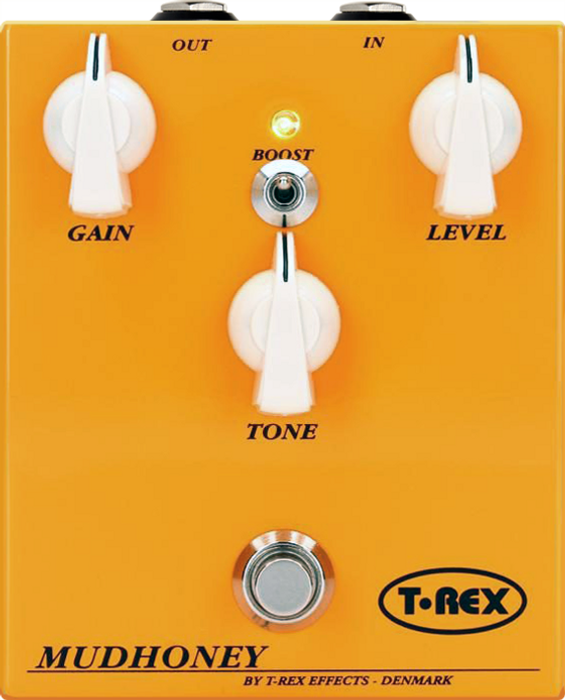 OUT
IN
BOOST
GAIN
LEVEL
TONE
T•REX
MUDHONEY
BY T-REX EFFECTS - DENMARK